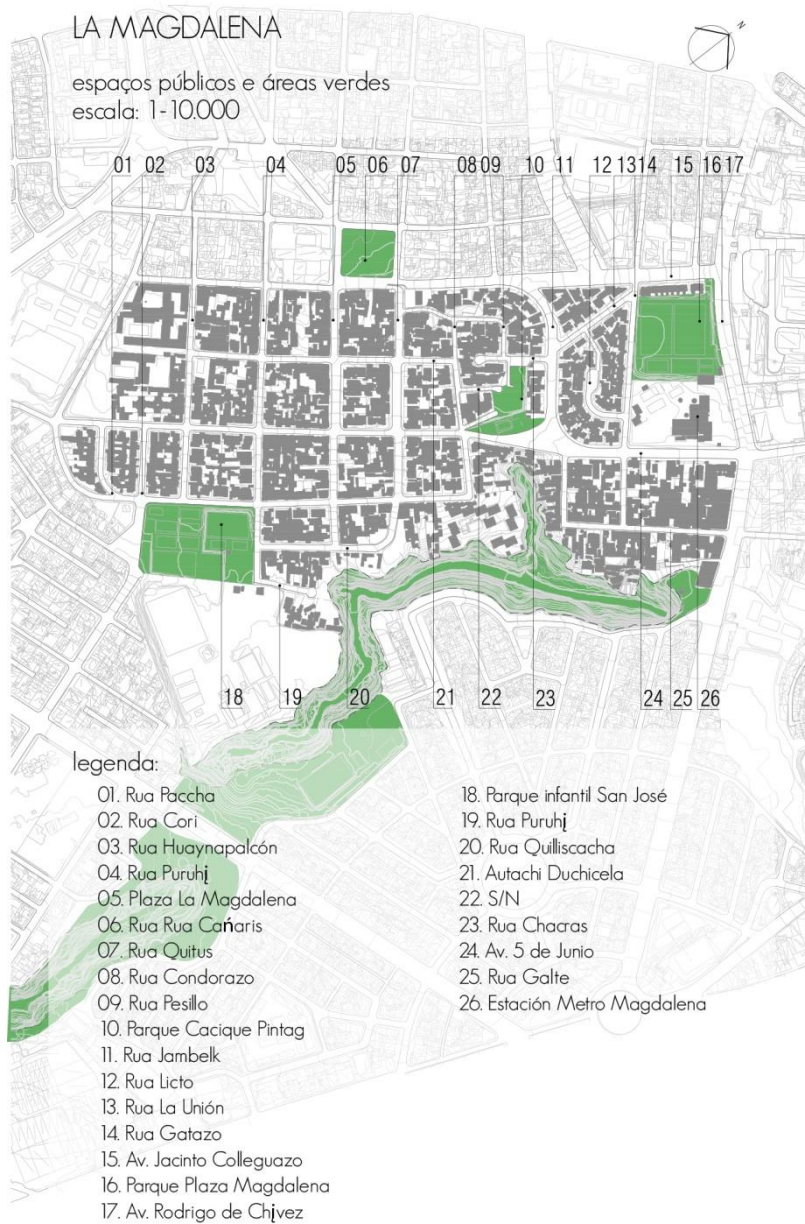 LA MAGDALENA
N
espaços públicos e áreas verdes
escala: 1-10.000
01 02 03 04 05 06 07 08 09 10 11 12 13 14 15 16 17
18 19 20 21 22 23 24 25 26
legenda:
01. Rua Paccha
02. Rua Cori
03. Rua Huaynapalcón
04. Rua Puruhį
05. Plaza La Magdalena
06. Rua Rua Cańaris
07. Rua Quitus
08. Rua Condorazo
09. Rua Pesillo
10. Parque Cacique Pintag
11. Rua Jambelk
12. Rua Licto
13. Rua La Unión
14. Rua Gatazo
15. Av. Jacinto Colleguazo
16. Parque Plaza Magdalena
17. Av. Rodrigo de Chįvez
18. Parque infantil San José
19. Rua Puruhį
20. Rua Quilliscacha
21. Autachi Duchicela
22. S/N
23. Rua Chacras
24. Av. 5 de Junio
25. Rua Galte
26. Estación Metro Magdalena